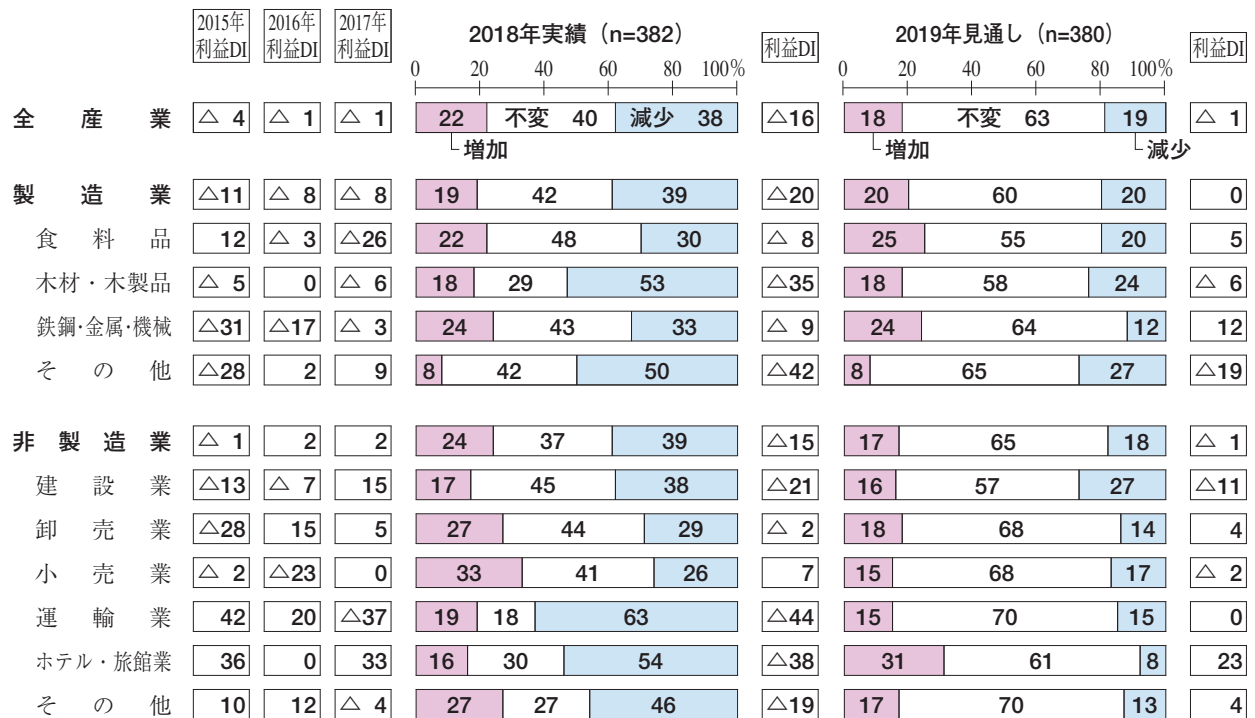 2015年 2016年 2017年
利益DI 利益DI 利益DI 2018年実績（n=382） 利益DI 2019年見通し（n=380） 利益DI
0 20 40 60 80 100% 0 20 40 60 80 100%
全産業 △4 △1 △1 22 不変 40 減少 38 △16 18 不変 63 19 △1
増加 増加 減少
製造業 △11 △8 △8 19 42 39 △20 20 60 20 0
食料品 12 △3 △26 22 48 30 △8 25 55 20 5
木材・木製品 △5 0 △6 18 29 53 △35 18 58 24 △6
鉄鋼・金属・機械 △31 △17 △3 24 43 33 △9 24 64 12 12
その他 △28 2 9 8 42 50 △42 8 65 27 △19
非製造業 △1 2 2 24 37 39 △15 17 65 18 △1
建設業 △13 △7 15 17 45 38 △21 16 57 27 △11
卸売業 △28 15 5 27 44 29 △2 18 68 14 4
小売業 △2 △23 0 33 41 26 7 15 68 17 △2
運輸業 42 20 △37 19 18 63 △44 15 70 15 0
ホテル・旅館業 36 0 33 16 30 54 △38 31 61 8 23
その他 10 12 △4 27 27 46 △19 17 70 13 4